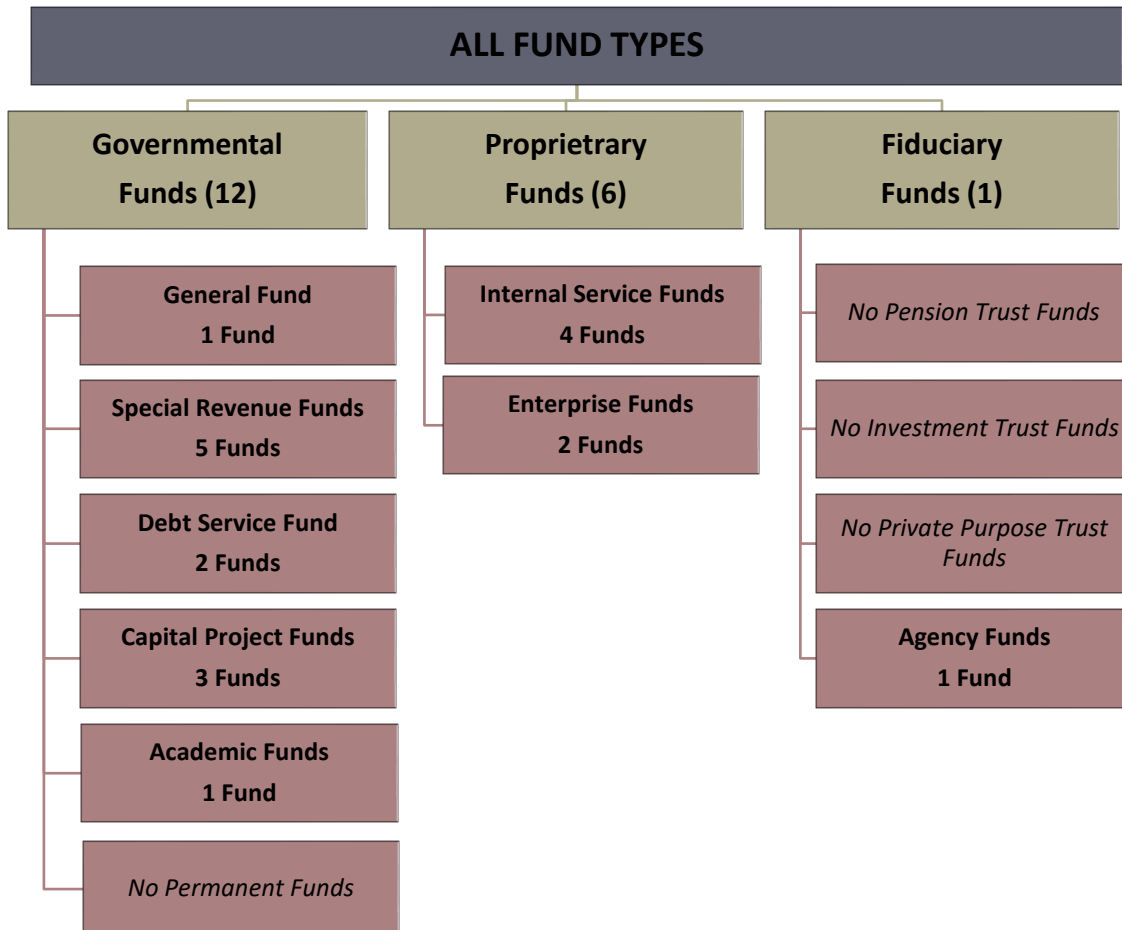 ALL FUND TYPES
Governmental
Funds (12)
Proprietrary
Funds (6)
Fiduciary
Funds (1)
General Fund
1 Fund
Special Revenue Funds
5 Funds
Debt Service Fund
2 Funds
Capital Project Funds
3 Funds
Academic Funds
1 Fund
No Permanent Funds
Internal Service Funds
4 Funds
Enterprise Funds
2 Funds
No Pension Trust Funds
No Investment Trust Funds
No Private Purpose Trust
Funds
Agency Funds
1 Fund